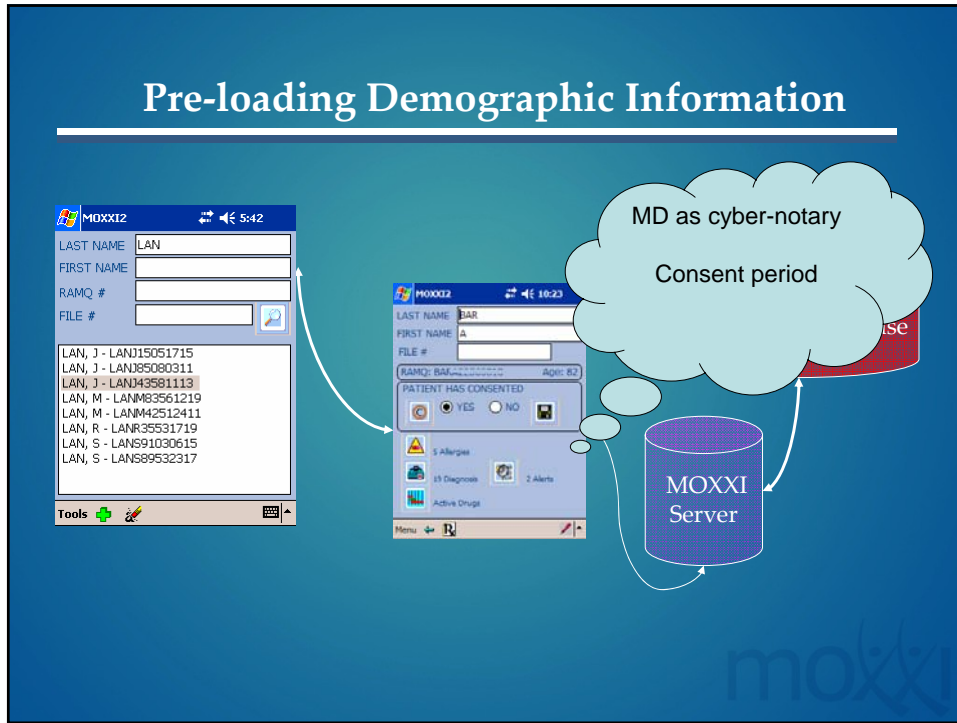 Pre-loading Demographic Information
MOXXI2 5:42
LAST NAME LAN
FIRST NAME
RAMQ #
FILE #
LAN, J - LANJ15051715
LAN, J - LANJ85080311
LAN, J - LANJ43581113
LAN, M - LANM83561219
LAN, M - LANM42512411
LAN, R - LANR35531719
LAN, S - LANS91030615
LAN, S - LANS89532317
Tools
MOXXI2 10:23
LAST NAME BAR
FIRST NAME A
FILE #
RAMQ: Age: 82
PATIENT HAS CONSENTED
YES NO
5 Allergies
15 Diagnosis 2 Alerts
Active Drugs
Menu
MD as cyber-notary
Consent period
MOXXI
Server
moxxi